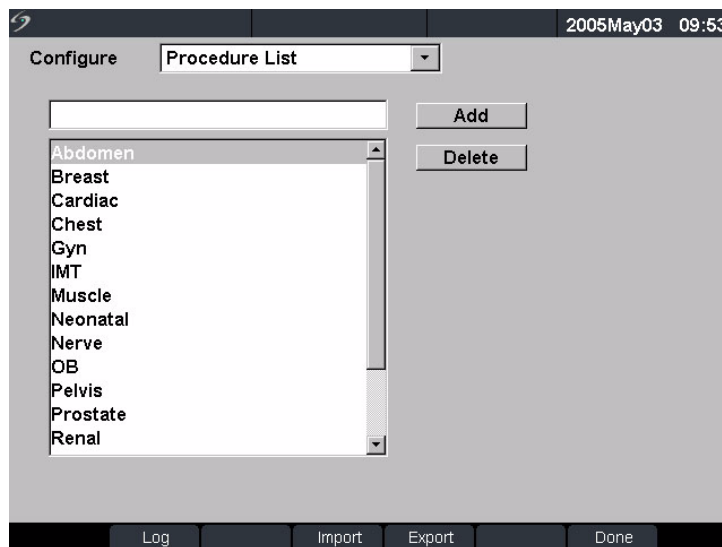 2005May03 09:53
Configure Procedure List
Add
Abdomen
Delete
Breast
Cardiac
Chest
Gyn
IMT
Muscle
Neonatal
Nerve
OB
Pelvis
Prostate
Renal
Log Import Export Done